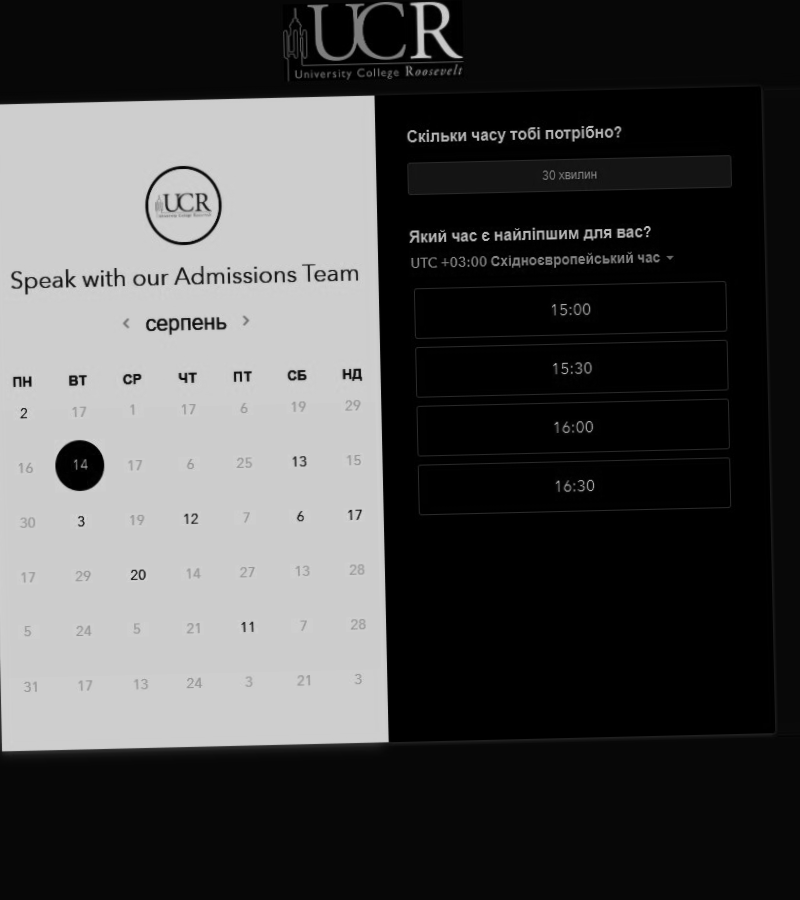 UCR
University College Roosevelt
UCR
University College Roosevelt
Speak with our Admissions Team
серпень
ПН ВТ СР ЧТ ПТ СБ НД
2 17 1 17 6 19 29
16 14 17 6 25 13 15
30 3 19 12 7 6 17
17 29 20 14 27 13 28
5 24 5 21 11 7 28
31 17 13 24 3 21 3
Скільки часу тобі потрібно?
30 хвилин
Який час є найліпшим для вас?
UTC +03:00 Східноєвропейський час
15:00
15:30
16:00
16:30